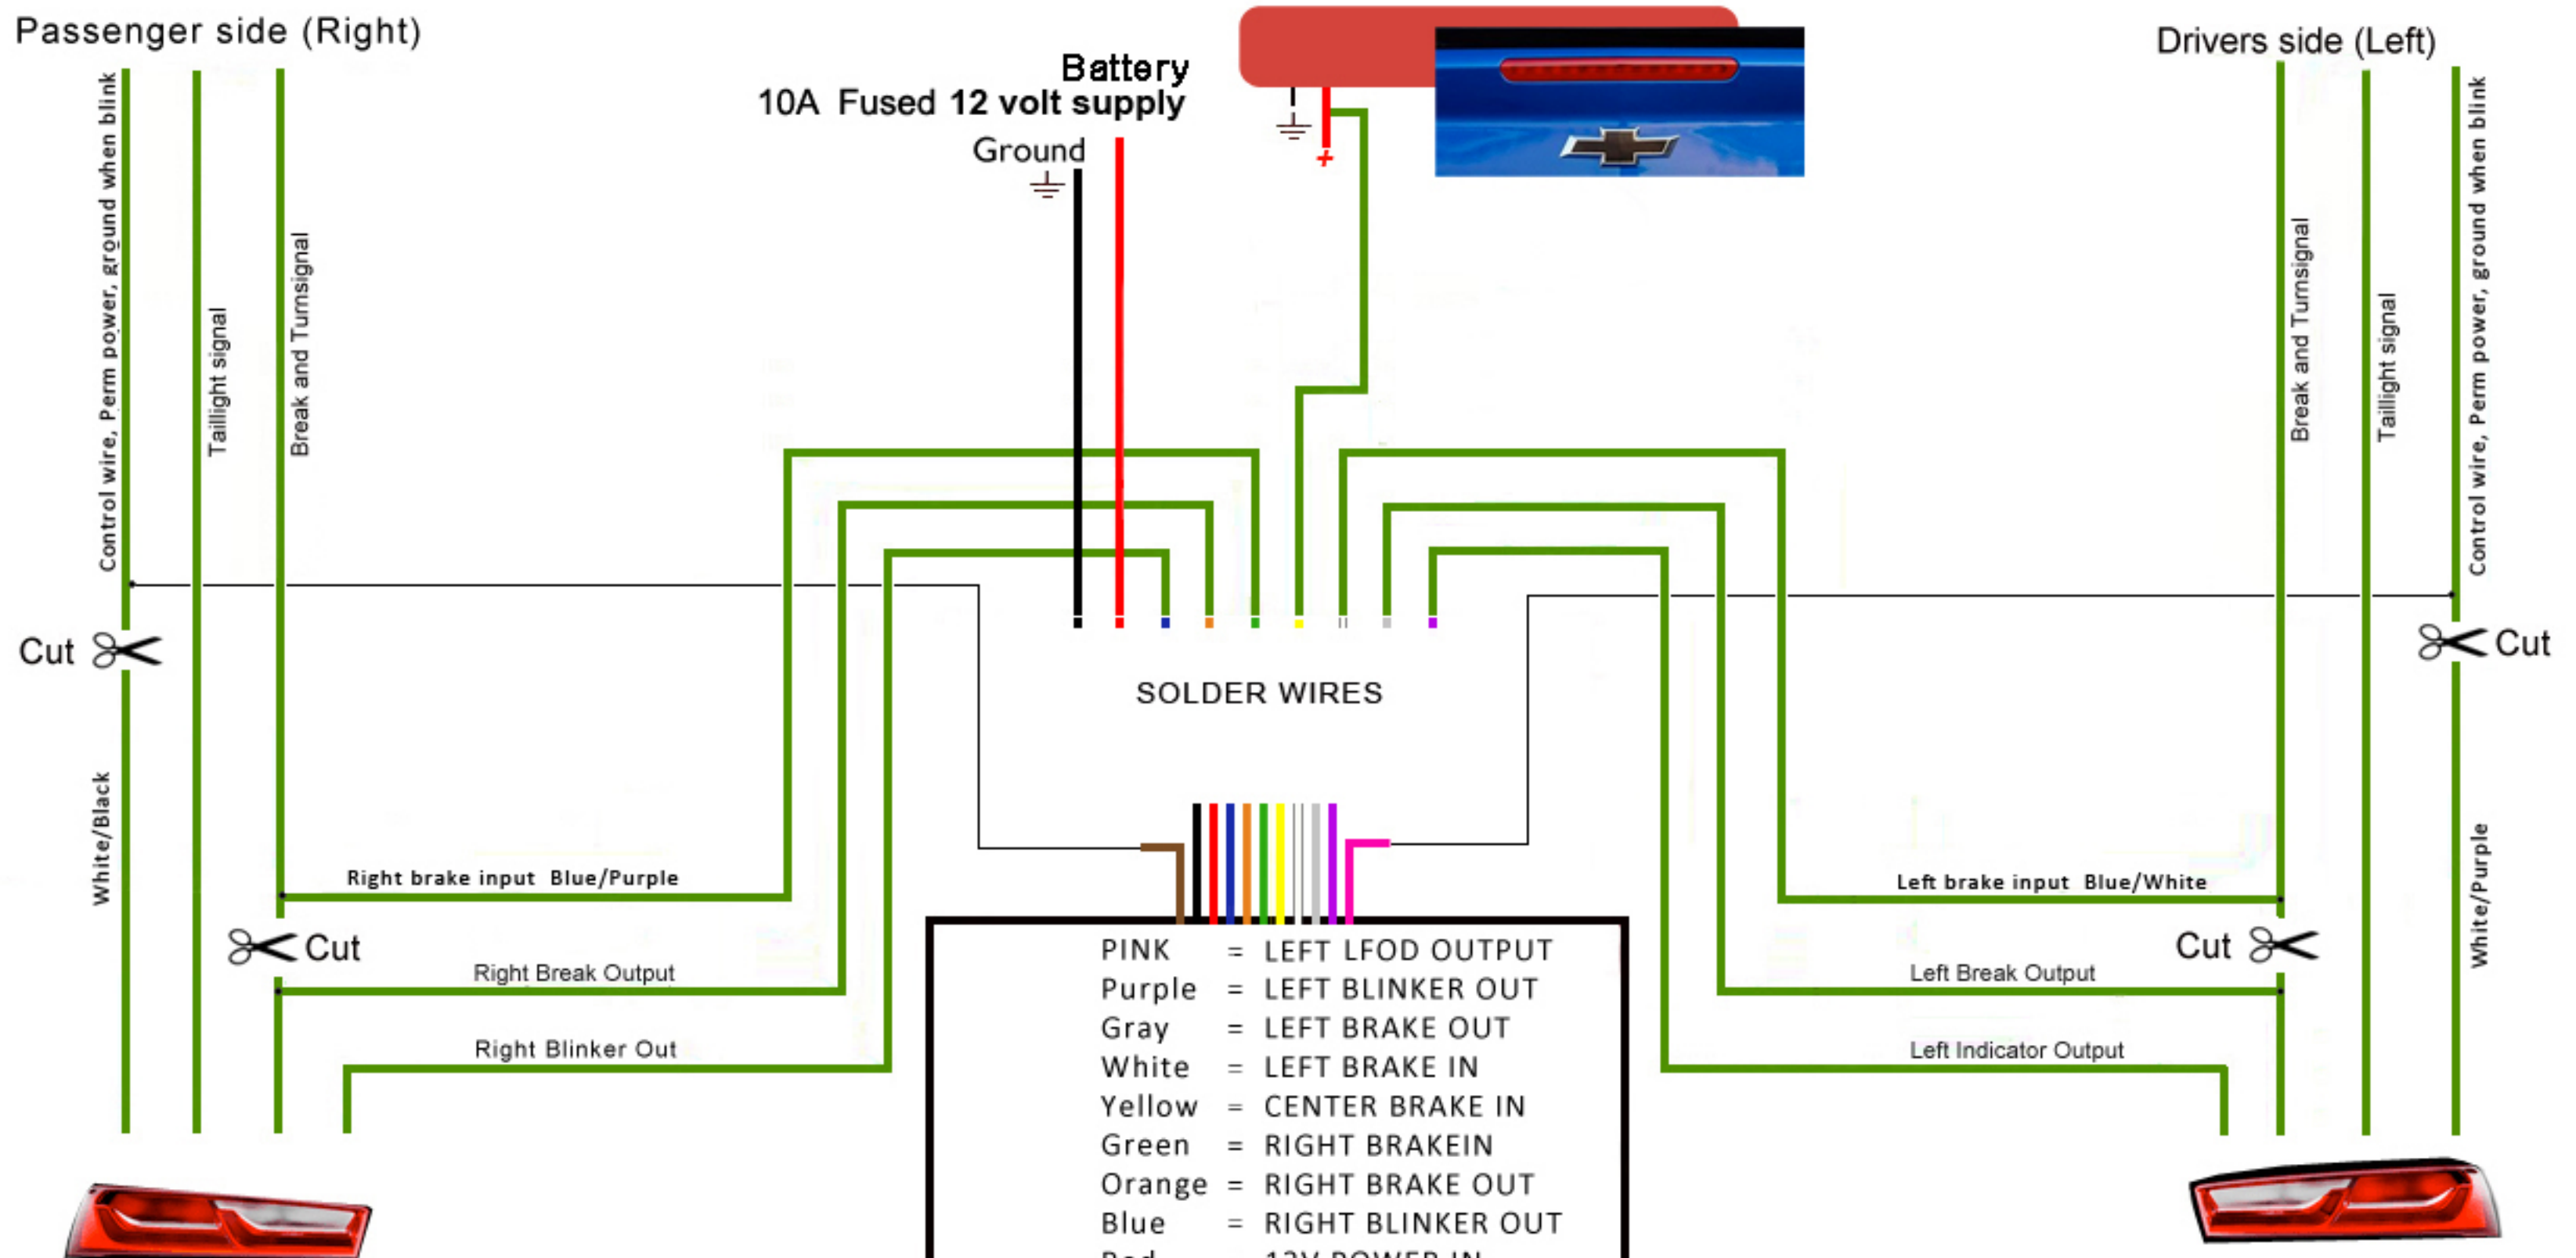 Passenger side (Right)
Drivers side (Left)
Battery
10A Fused 12 volt supply
Ground
+
Control wire, Perm power, ground when blink
Taillight signal
Break and Turnsignal
Break and Turnsignal
Taillight signal
Control wire, Perm power, ground when blink
Cut
Cut
SOLDER WIRES
White/Black
Right brake input Blue/Purple
Left brake input Blue/White
White/Purple
Cut
Cut
Right Break Output
Left Break Output
Right Blinker Out
Left Indicator Output
PINK = LEFT LFOD OUTPUT
Purple = LEFT BLINKER OUT
Gray = LEFT BRAKE OUT
White = LEFT BRAKE IN
Yellow = CENTER BRAKE IN
Green = RIGHT BRAKEIN
Orange = RIGHT BRAKE OUT
Blue = RIGHT BLINKER OUT
Red 12V POWER IN